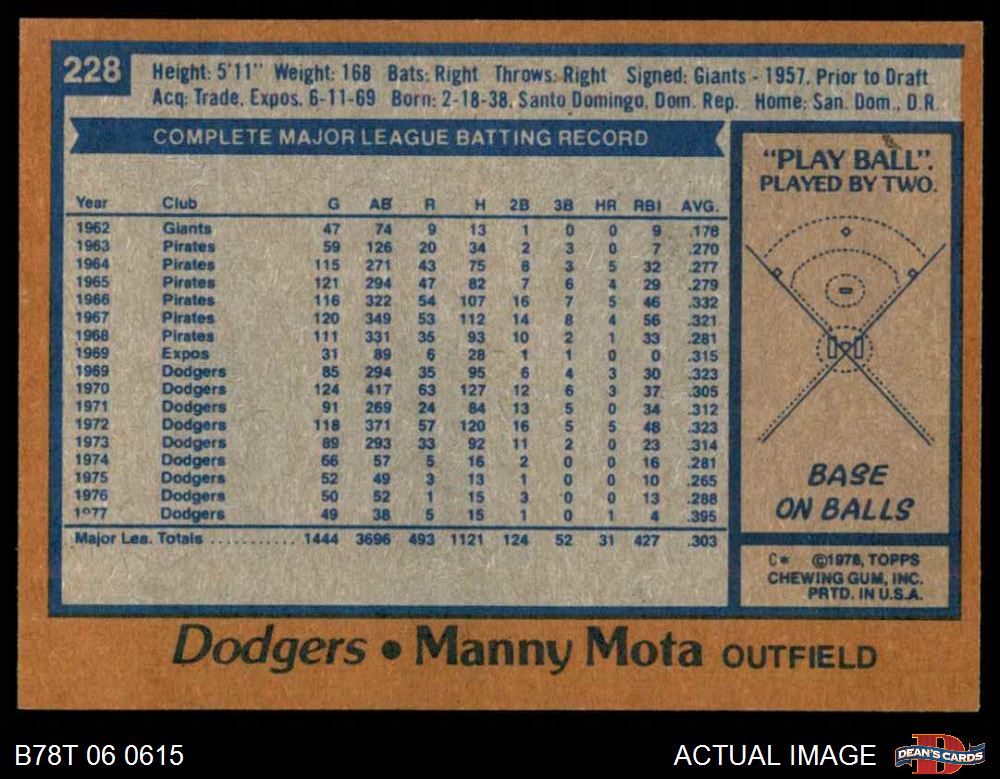 228
Height: 5'11" Weight: 168 Bats: Right Throws: Right Signed: Giants - 1957, Prior to Draft
Acq: Trade, Expos, 6-11-69 Born: 2-18-38, Santo Domingo, Dom. Rep. Home: San. Dom., D.R.
COMPLETE MAJOR LEAGUE BATTING RECORD
Year Club G AB R H 2B 3B HR RBI AVG.
1962 Giants 47 74 9 13 1 0 0 9 .176
1963 Pirates 59 126 20 34 2 3 0 7 .270
1964 Pirates 115 271 43 75 8 3 5 32 .277
1965 Pirates 121 294 47 82 7 6 4 29 .279
1966 Pirates 116 322 54 107 16 7 5 46 .332
1967 Pirates 120 349 53 112 14 8 4 56 .321
1968 Pirates 111 331 35 93 10 2 1 33 .281
1969 Expos 31 89 6 28 1 1 0 0 .315
1969 Dodgers 85 294 35 95 6 4 3 30 .323
1970 Dodgers 124 417 63 127 12 6 3 37 .305
1971 Dodgers 91 269 24 84 13 5 0 34 .312
1972 Dodgers 118 371 57 120 16 5 5 48 .323
1973 Dodgers 89 293 33 92 11 2 0 23 .314
1974 Dodgers 66 57 5 16 2 0 0 16 .281
1975 Dodgers 52 49 3 13 1 0 0 10 .265
1976 Dodgers 50 52 1 15 3 0 0 13 .288
1977 Dodgers 49 38 5 15 1 0 1 4 .395
Major Lea. Totals ........... 1444 3696 493 1121 124 52 31 427 .303
"PLAY BALL".
PLAYED BY TWO.
BASE
ON BALLS
C* ©1978, TOPPS
CHEWING GUM, INC.
PRTD. IN U.S.A.
Dodgers • Manny Mota OUTFIELD
B78T 06 0615
ACTUAL IMAGE
DEAN'S CARDS